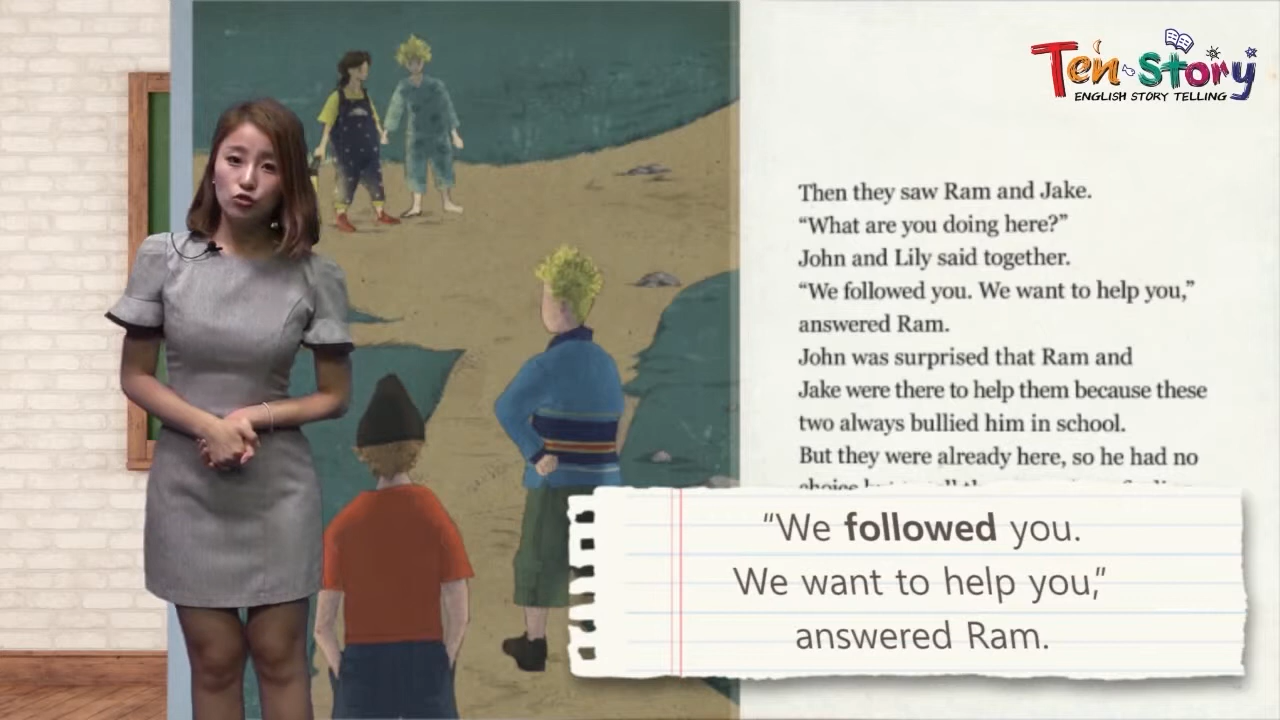 Ten Story
ENGLISH STORY TELLING
Then they saw Ram and Jake.
“What are you doing here?”
John and Lily said together.
“We followed you. We want to help you,”
answered Ram.
John was surprised that Ram and
Jake were there to help them because these
two always bullied him in school.
But they were already here, so he had no
“We followed you.
We want to help you,”
answered Ram.